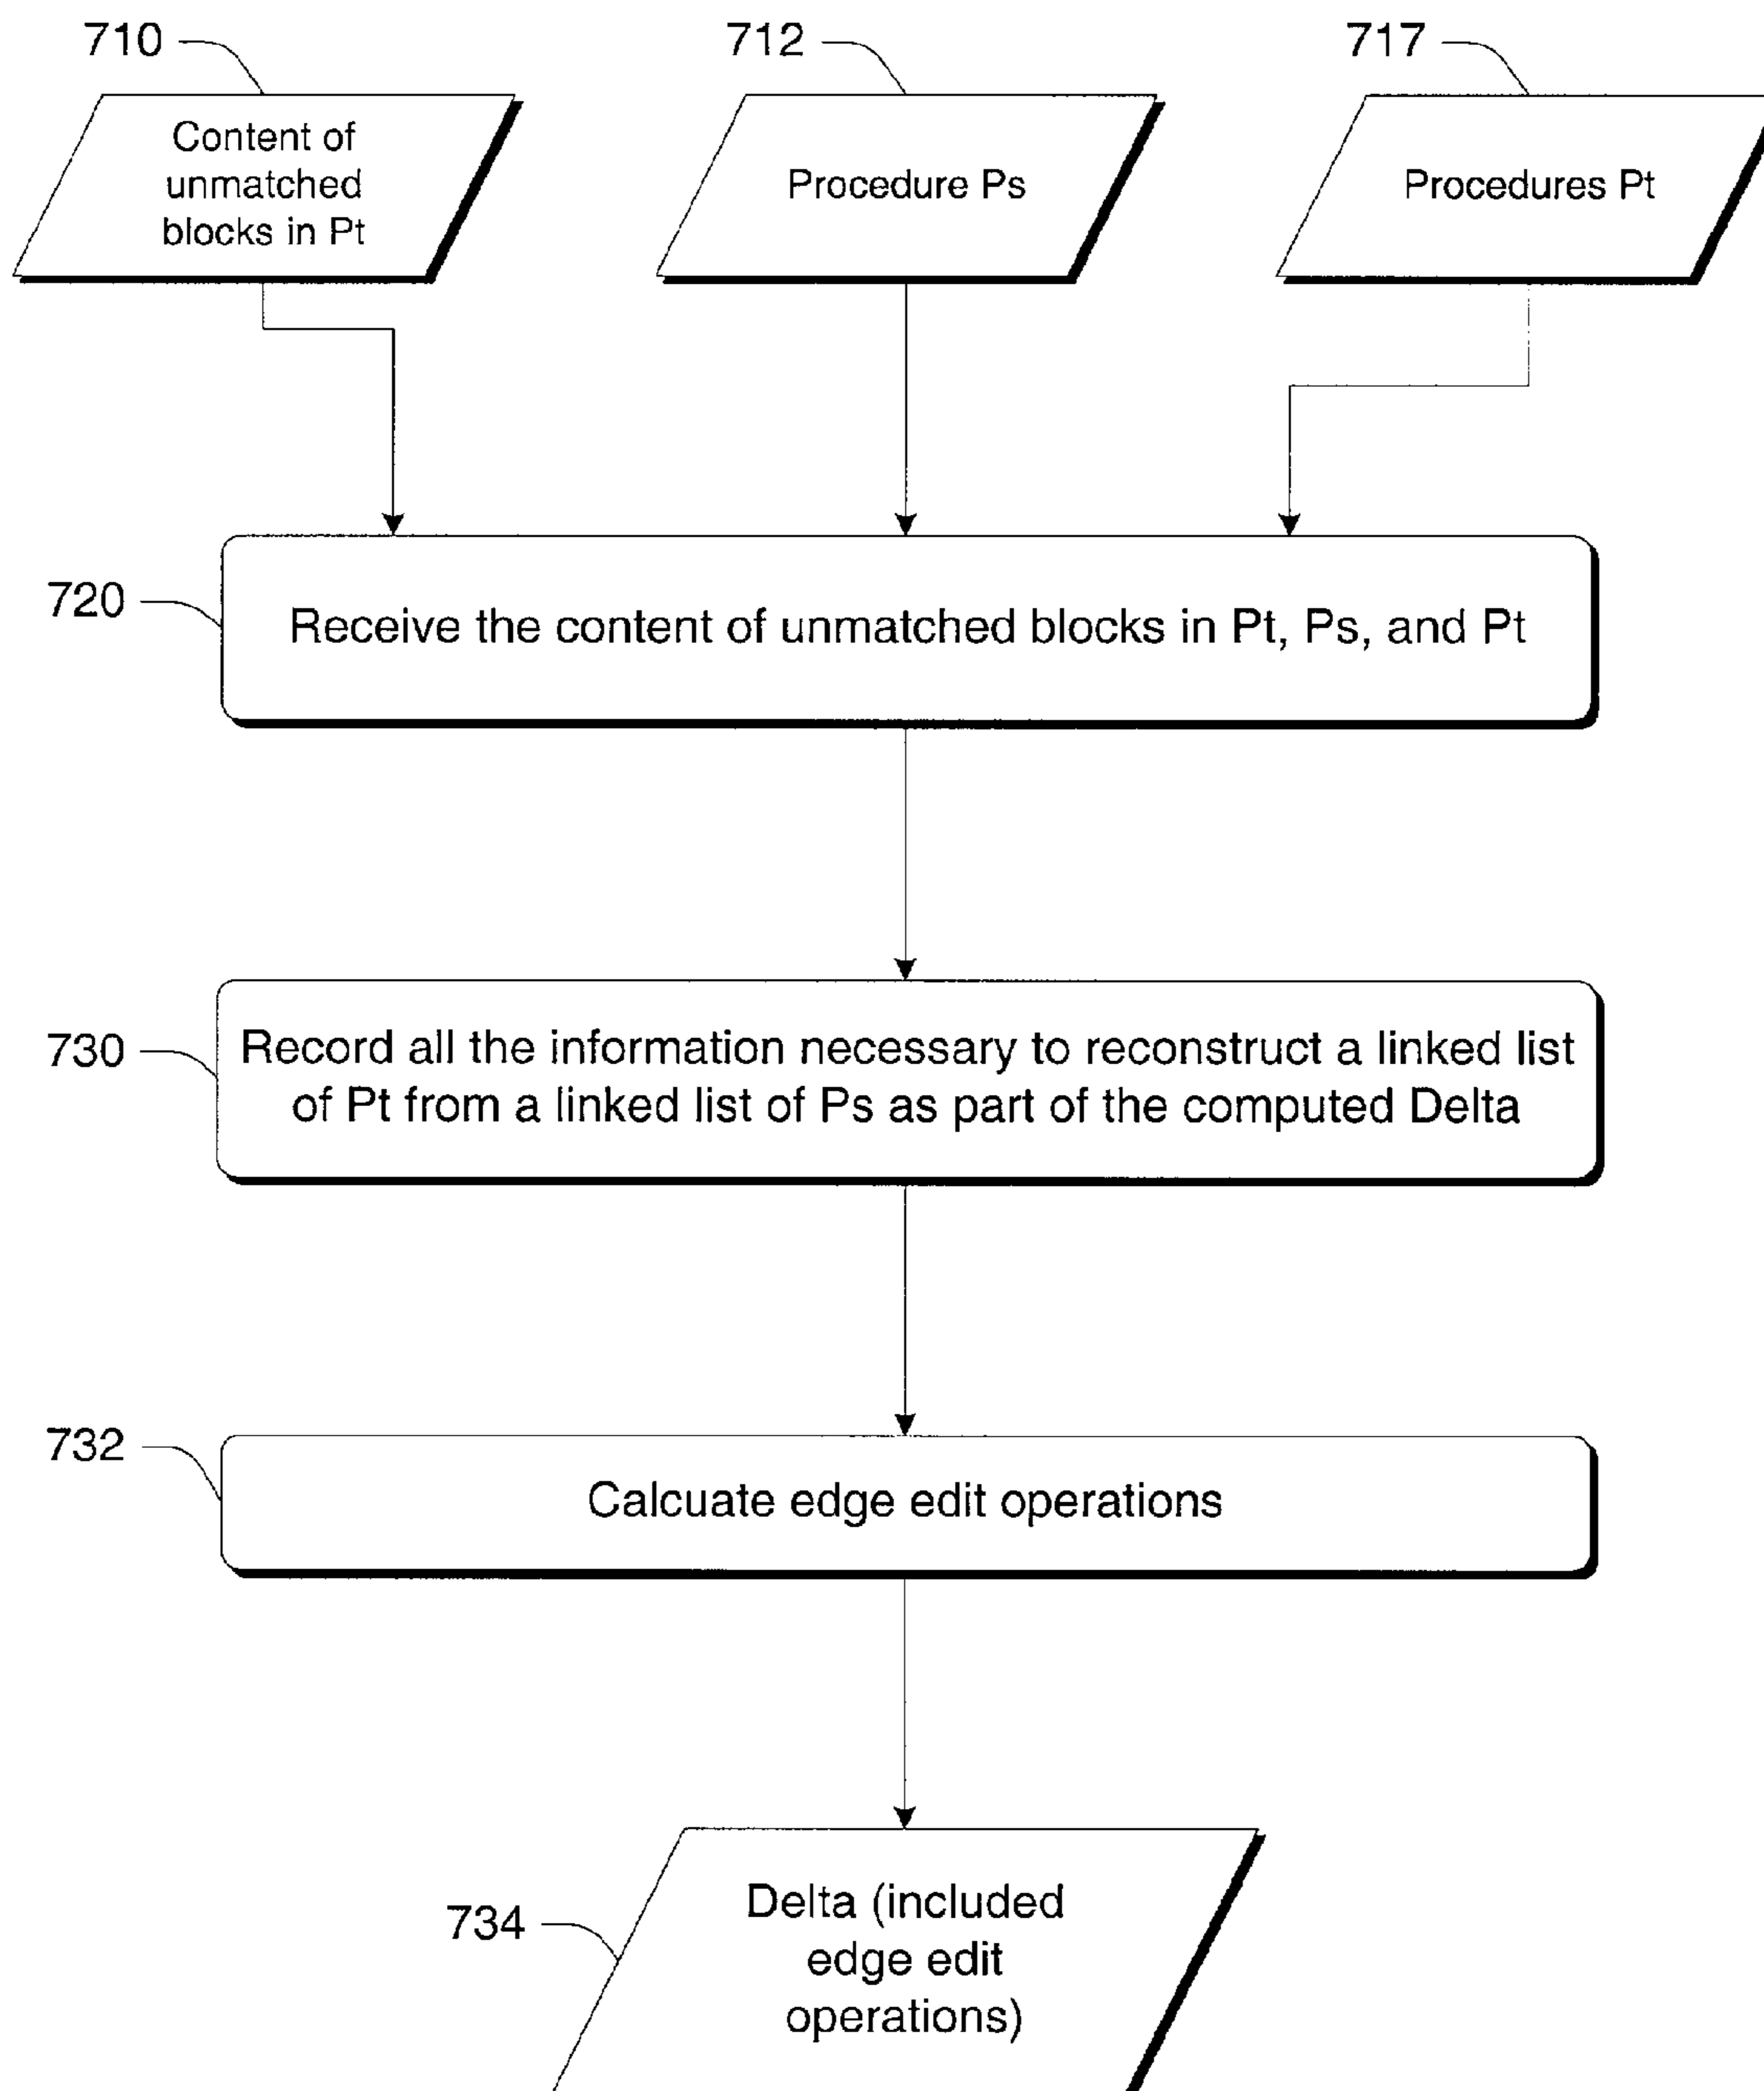 710
712
717
Content of
unmatched
blocks in Pt
Procedure Ps
Procedures Pt
720
Receive the content of unmatched blocks in Pt, Ps, and Pt
730
Record all the information necessary to reconstruct a linked list
of Pt from a linked list of Ps as part of the computed Delta
732
Calcuate edge edit operations
734
Delta (included
edge edit
operations)